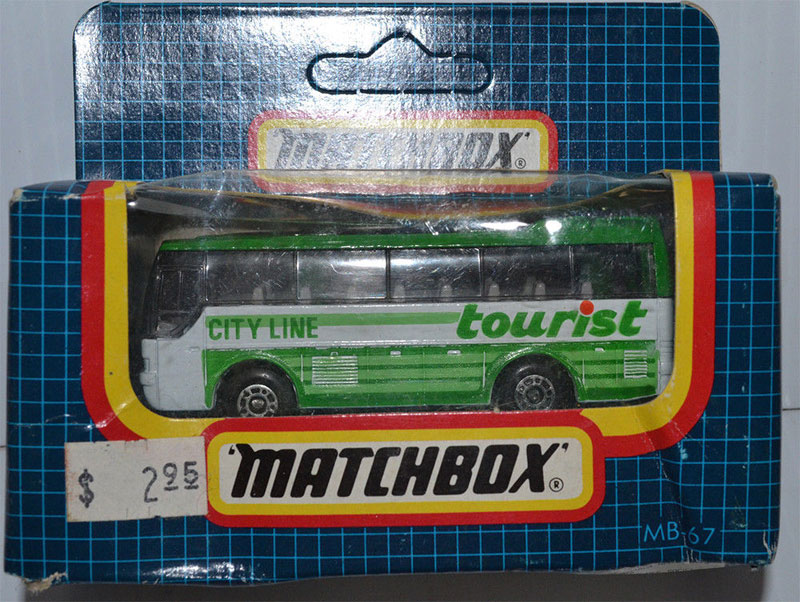 'MATCHBOX'®
CITY LINE tourist
$ 2 95
'MATCHBOX'®
MB-67